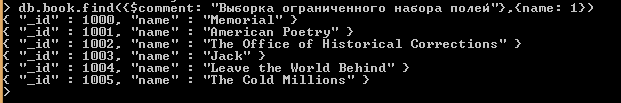 > db.book.find({$comment: "Выборка ограниченного набора полей"},{name: 1})
{ "_id" : 1000, "name" : "Memorial" }
{ "_id" : 1001, "name" : "American Poetry" }
{ "_id" : 1002, "name" : "The Office of Historical Corrections" }
{ "_id" : 1003, "name" : "Jack" }
{ "_id" : 1004, "name" : "Leave the World Behind" }
{ "_id" : 1005, "name" : "The Cold Millions" }
>